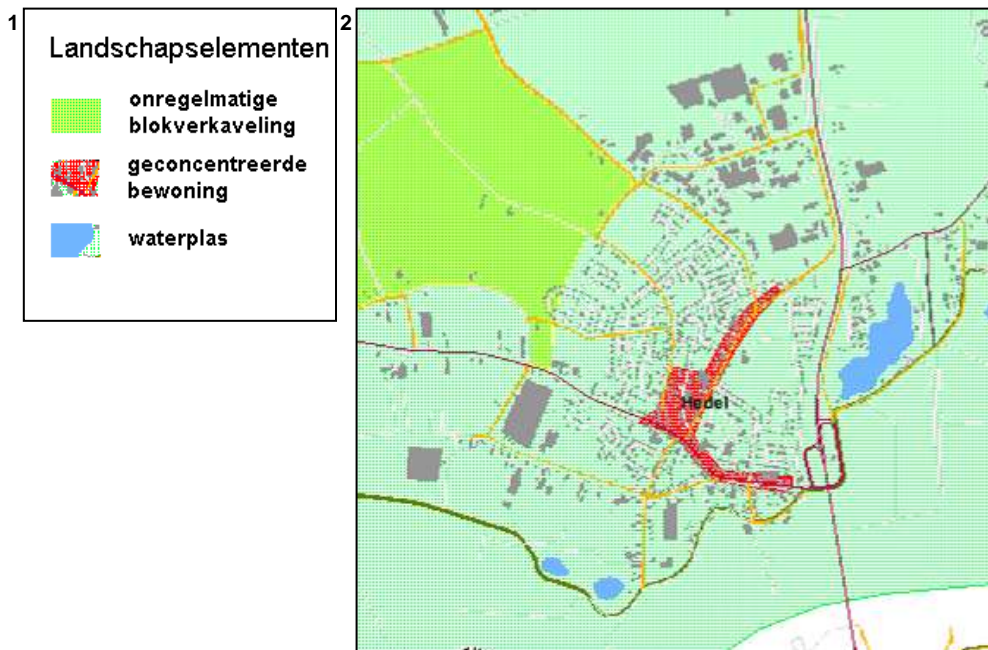 1
Landschapselementen
onregelmatige
blokverkaveling
geconcentreerde
bewoning
waterplas
2
Hedel